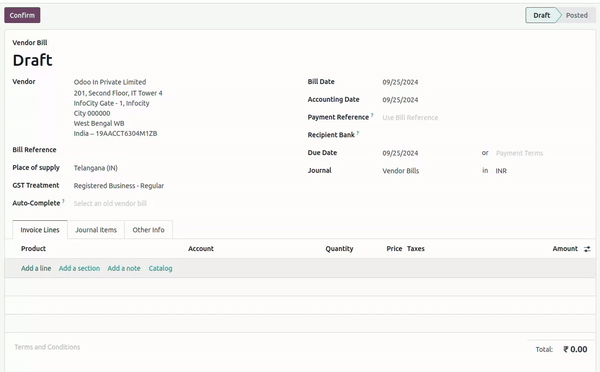 Confirm
Draft Posted
Vendor Bill
Draft
Vendor Odoo In Private Limited
201, Second Floor, IT Tower 4
InfoCity Gate - 1, Infocity
City 000000
West Bengal WB
India – 19AACCT6304M1ZB
Bill Reference
Place of supply Telangana (IN)
GST Treatment Registered Business - Regular
Auto-Complete ? Select an old vendor bill
Bill Date 09/25/2024
Accounting Date 09/25/2024
Payment Reference ? Use Bill Reference
Recipient Bank ?
Due Date 09/25/2024 or Payment Terms
Journal Vendor Bills in INR
Invoice Lines Journal Items Other Info
Product Account Quantity Price Taxes Amount
Add a line Add a section Add a note Catalog
Terms and Conditions
Total: ₹ 0.00